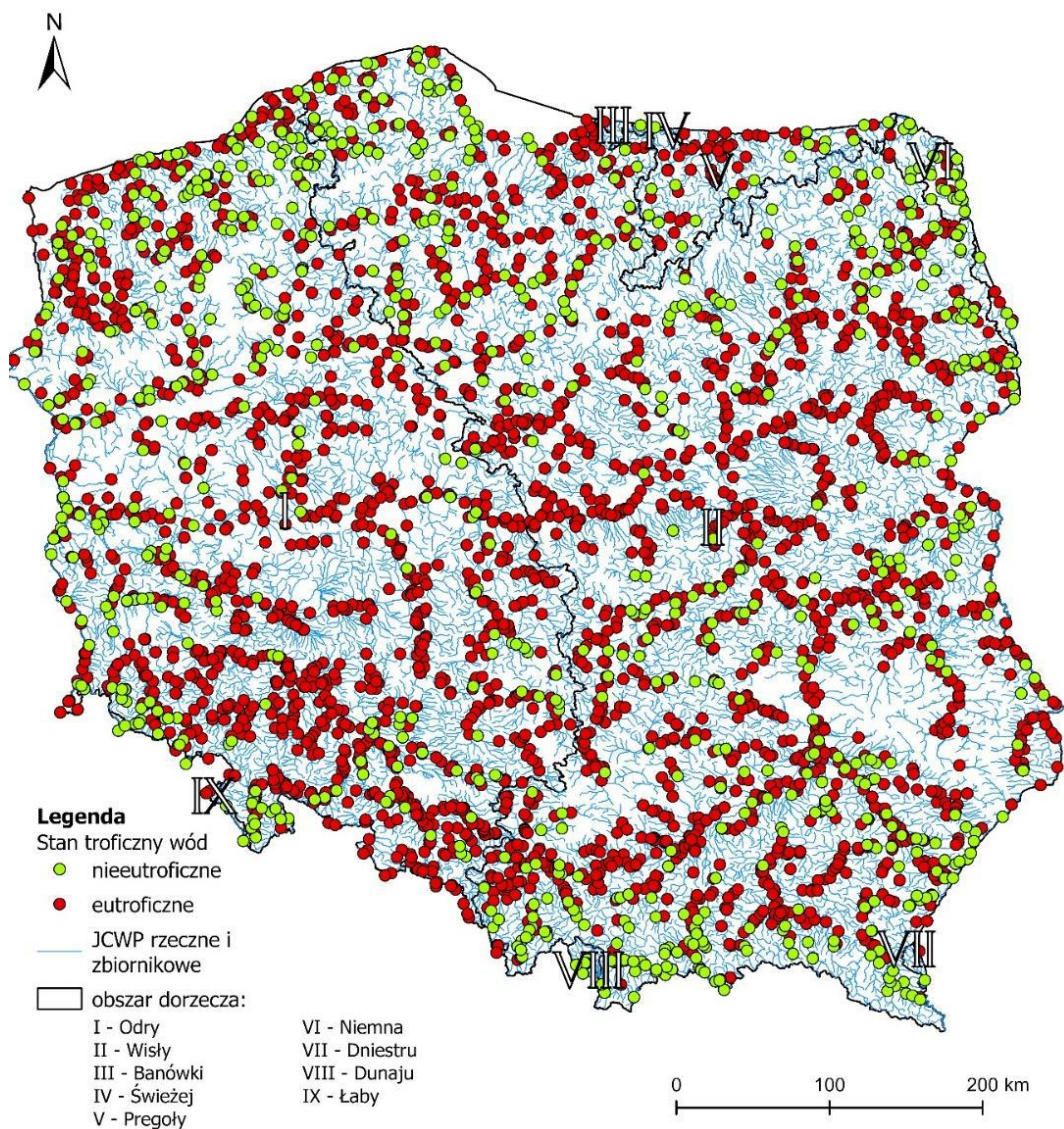 N
III
IV
V
VI
I
II
IX
VIII
VII
Legenda
Stan troficzny wód
nieeutroficzne
eutroficzne
JCWP rzeczne i
zbiornikowe
obszar dorzecza:
I - Odry
II - Wisły
III - Banówki
IV - Świeżej
V - Pregoły
VI - Niemna
VII - Dniestru
VIII - Dunaju
IX - Łaby
0 100 200 km